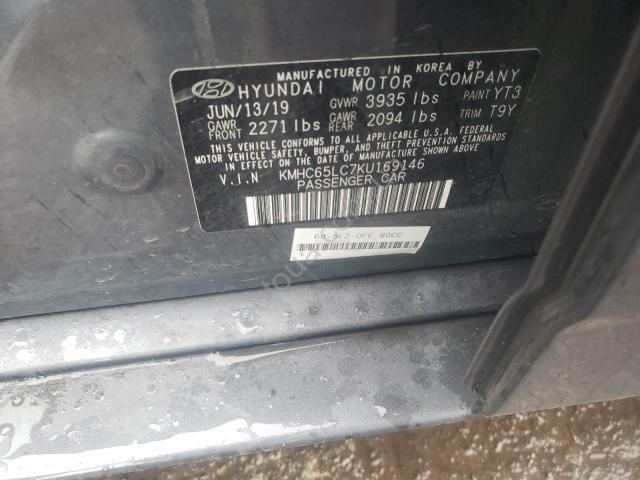 MANUFACTURED IN KOREA BY
HYUNDAI MOTOR COMPANY
JUN/13/19 GVWR 3935 lbs PAINT YT3
GAWR FRONT 2271 lbs GAWR REAR 2094 lbs TRIM T9Y
THIS VEHICLE CONFORMS TO ALL APPLICABLE U.S.A. FEDERAL
MOTOR VEHICLE SAFETY, BUMPER, AND THEFT PREVENTION STANDARDS
IN EFFECT ON THE DATE OF MANUFACTURE SHOWN ABOVE.
V.I.N KMHC65LC7KU169146
PASSENGER CAR